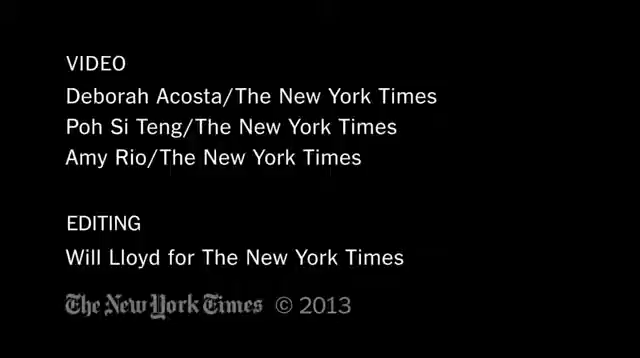 VIDEO
Deborah Acosta/The New York Times
Poh Si Teng/The New York Times
Amy Rio/The New York Times
EDITING
Will Lloyd for The New York Times
The New York Times © 2013